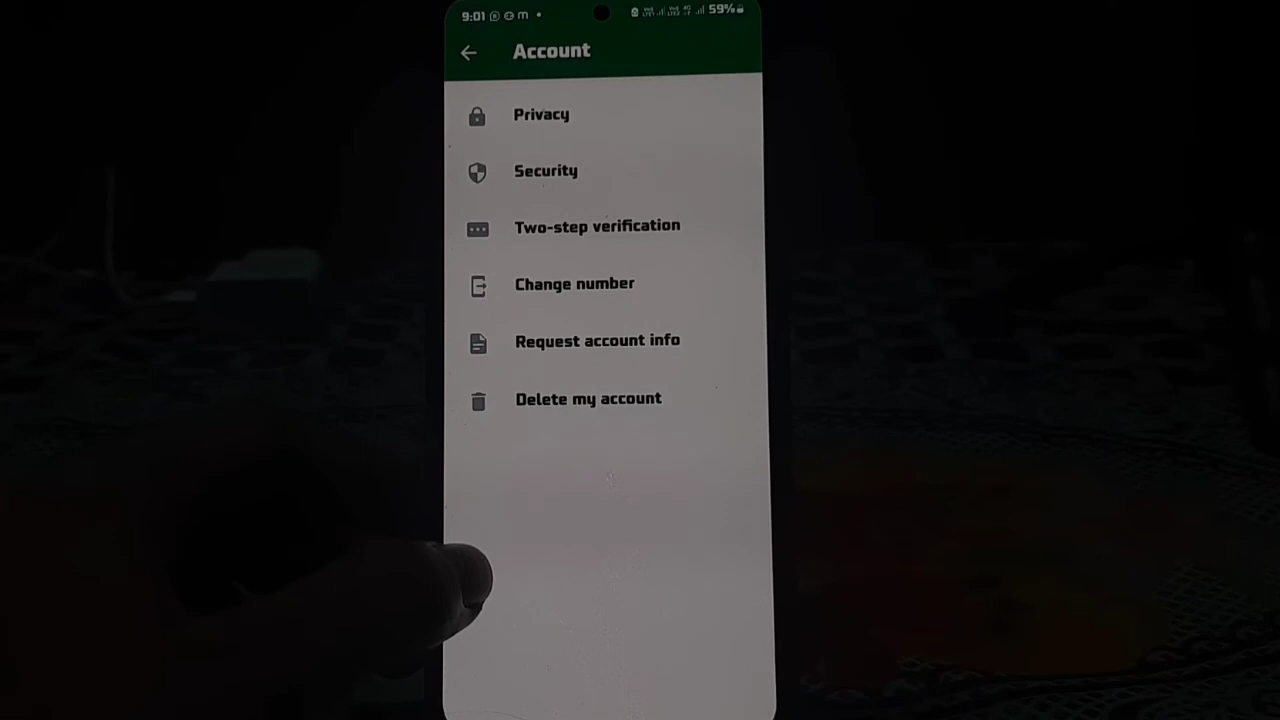 9:01 59%
Account
Privacy
Security
Two-step verification
Change number
Request account info
Delete my account